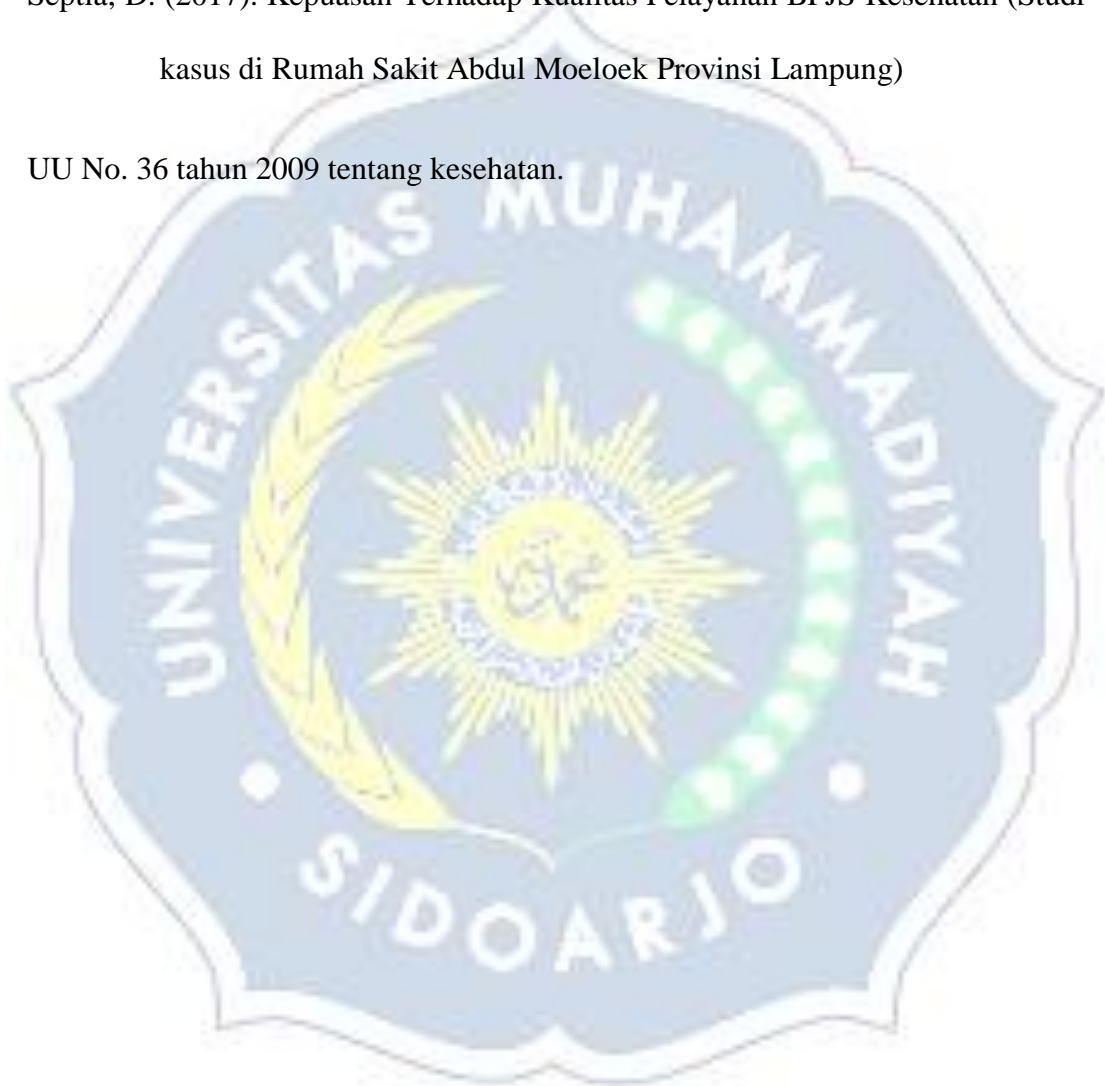 Septia, D. (2017). Kepuasan Terhadap Kualitas Pelayanan BPJS Kesehatan (Studi
kasus di Rumah Sakit Abdul Moeloek Provinsi Lampung)
UU No. 36 tahun 2009 tentang kesehatan.
UNIVERSITAS MUHAMMADIYAH
SIDOARJO